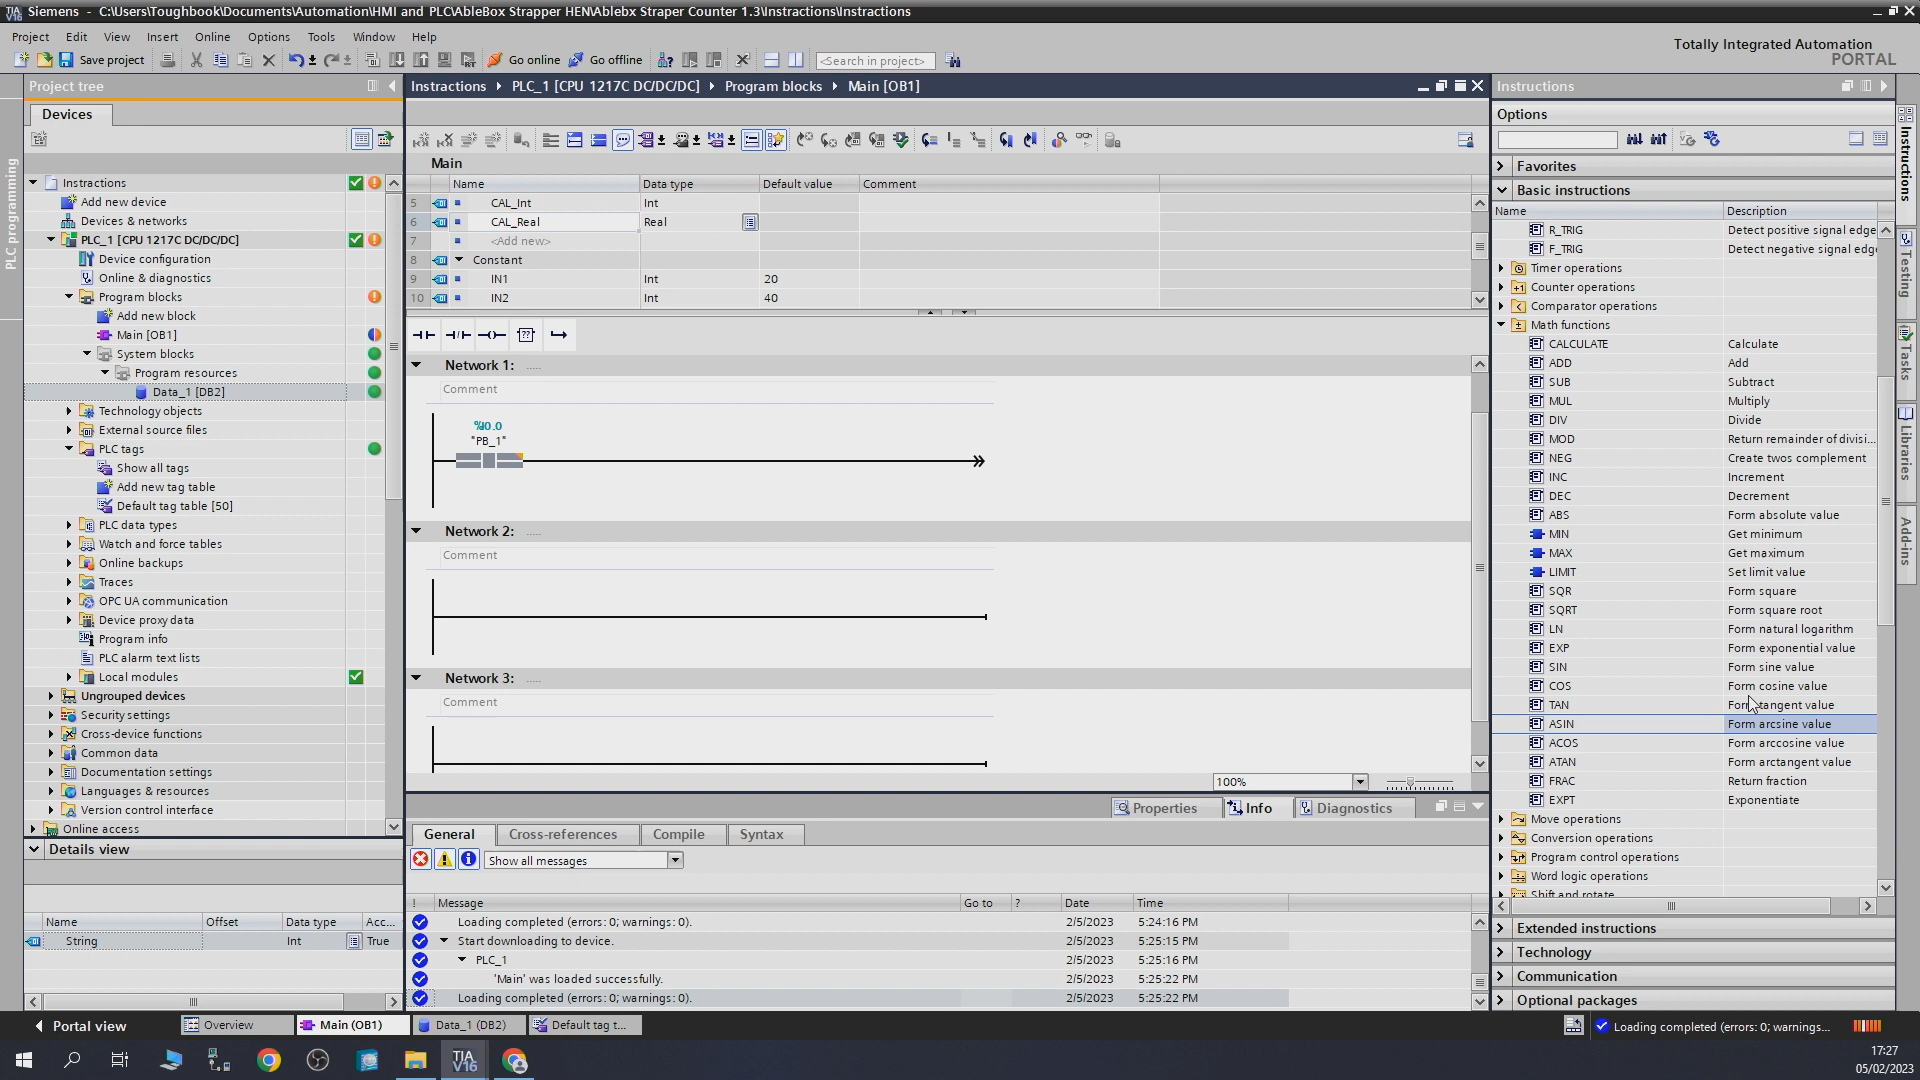 Siemens - C:\Users\Toughbook\Documents\Automation\HMI and PLC\AbleBox Strapper HEN\Ablebx Straper Counter 1.3\Instractions\Instractions
Project Edit View Insert Online Options Tools Window Help
Save project Go online Go offline <Search in project>
Totally Integrated Automation
PORTAL
PLC programming
Project tree
Devices
Instractions
Add new device
Devices & networks
PLC_1 [CPU 1217C DC/DC/DC]
Device configuration
Online & diagnostics
Program blocks
Add new block
Main [OB1]
System blocks
Program resources
Data_1 [DB2]
Technology objects
External source files
PLC tags
Show all tags
Add new tag table
Default tag table [50]
PLC data types
Watch and force tables
Online backups
Traces
OPC UA communication
Device proxy data
Program info
PLC alarm text lists
Local modules
Ungrouped devices
Security settings
Cross-device functions
Common data
Documentation settings
Languages & resources
Version control interface
Online access
Details view
Name Offset Data type Acc...
String Int True
Instractions PLC_1 [CPU 1217C DC/DC/DC] Program blocks Main [OB1]
Main
Name Data type Default value Comment
5 CAL_Int Int
6 CAL_Real Real
7 <Add new>
8 Constant
9 IN1 Int 20
10 IN2 Int 40
Network 1: .....
Comment
%I0.0
"PB_1"
Network 2: .....
Comment
Network 3: .....
Comment
100%
Properties Info Diagnostics
General Cross-references Compile Syntax
Show all messages
! Message Go to ? Date Time
Loading completed (errors: 0; warnings: 0). 2/5/2023 5:24:16 PM
Start downloading to device. 2/5/2023 5:25:15 PM
PLC_1 2/5/2023 5:25:16 PM
'Main' was loaded successfully. 2/5/2023 5:25:22 PM
Loading completed (errors: 0; warnings: 0). 2/5/2023 5:25:22 PM
Instructions
Options
Favorites
Basic instructions
Name Description
R_TRIG Detect positive signal edge
F_TRIG Detect negative signal edge
Timer operations
Counter operations
Comparator operations
Math functions
CALCULATE Calculate
ADD Add
SUB Subtract
MUL Multiply
DIV Divide
MOD Return remainder of divisi...
NEG Create twos complement
INC Increment
DEC Decrement
ABS Form absolute value
MIN Get minimum
MAX Get maximum
LIMIT Set limit value
SQR Form square
SQRT Form square root
LN Form natural logarithm
EXP Form exponential value
SIN Form sine value
COS Form cosine value
TAN Form tangent value
ASIN Form arcsine value
ACOS Form arccosine value
ATAN Form arctangent value
FRAC Return fraction
EXPT Exponentiate
Move operations
Conversion operations
Program control operations
Word logic operations
Shift and rotate
Extended instructions
Technology
Communication
Optional packages
Instructions
Testing
Tasks
Libraries
Add-ins
Portal view Overview Main (OB1) Data_1 (DB2) Default tag t... Loading completed (errors: 0; warnings...
TIA
V16
17:27
05/02/2023